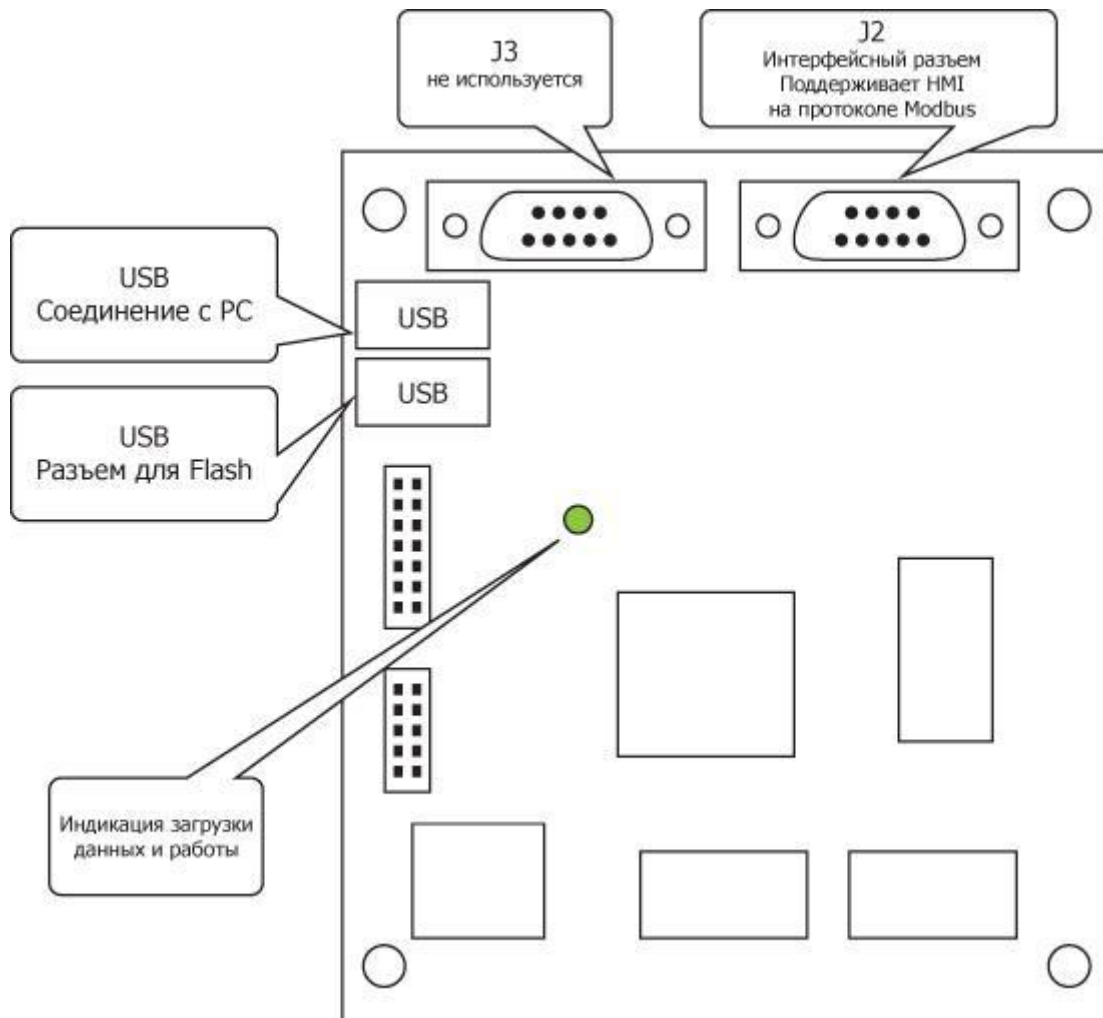 J3
не используется
J2
Интерфейсный разъем
Поддерживает HMI
на протоколе Modbus
USB
Соединение с PC
USB
USB
Разъем для Flash
USB
Индикация загрузки
данных и работы